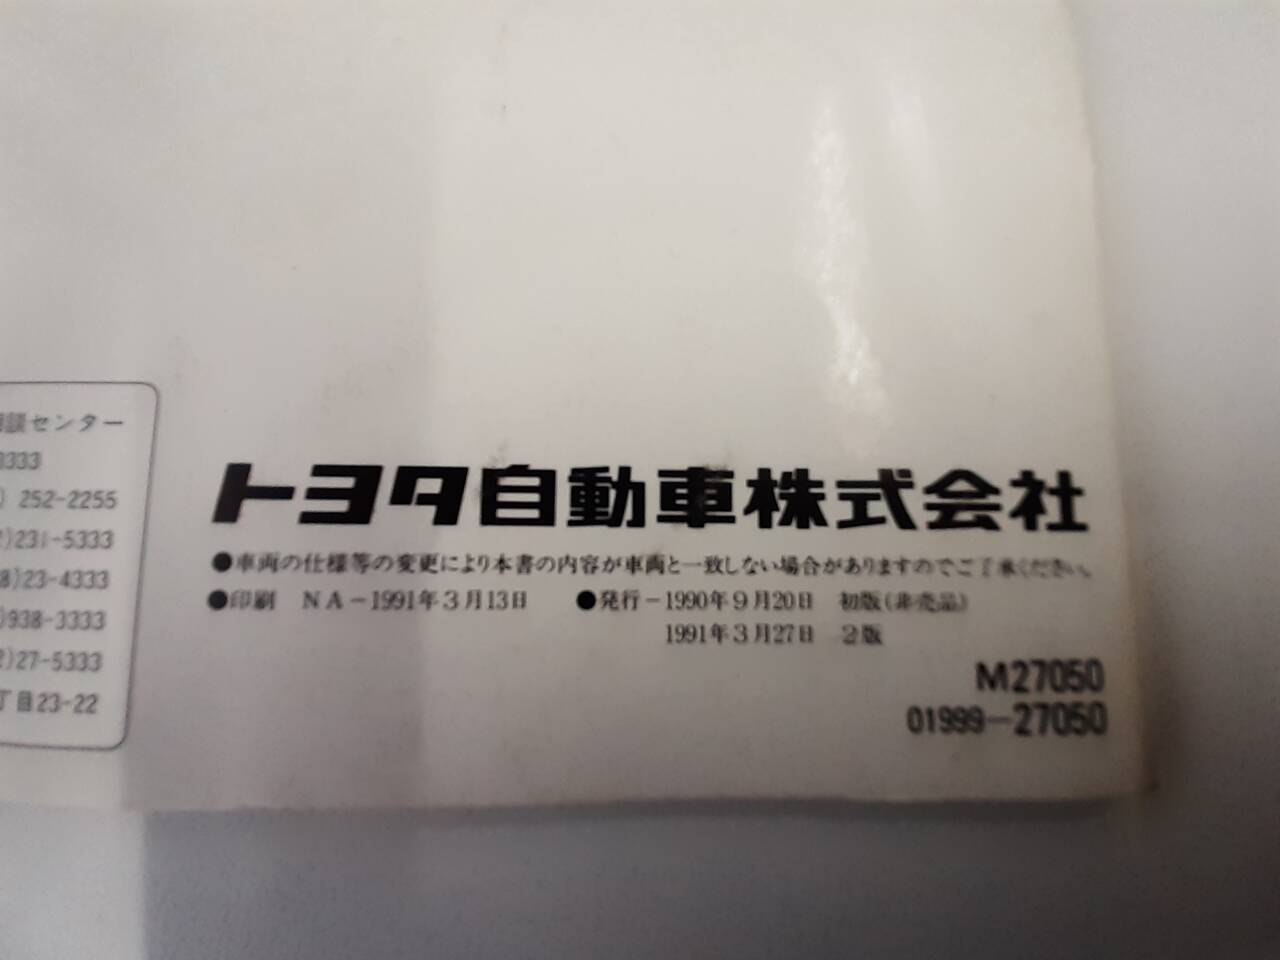 談センター
3333
) 252-2255
)231-5333
8)23-4333
)938-3333
)27-5333
丁目23-22
トヨタ自動車株式会社
●車両の仕様等の変更により本書の内容が車両と一致しない場合がありますのでご了承ください。
●印刷 NA－1991年3月13日 ●発行－1990年9月20日 初版(非売品)
1991年3月27日 2版
M27050
01999-27050